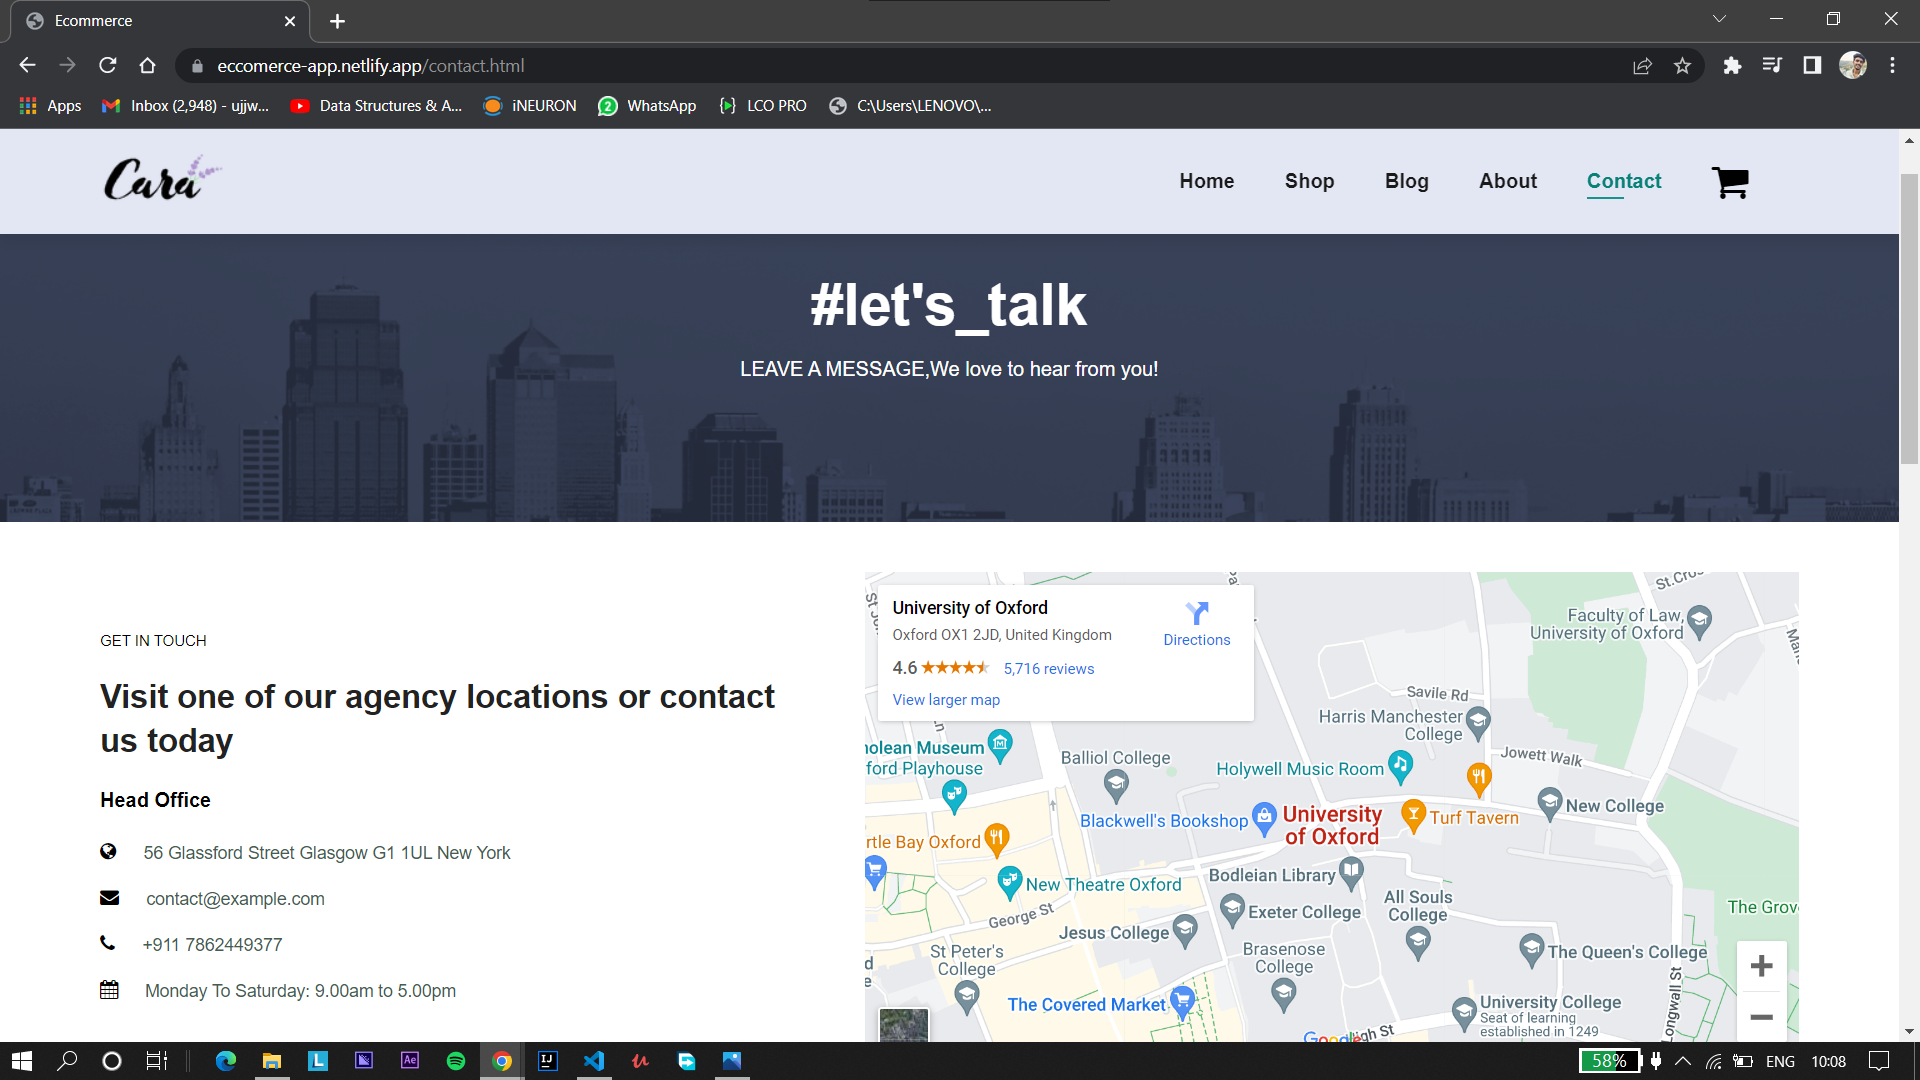 Ecommerce
eccomerce-app.netlify.app/contact.html
Apps
Inbox (2,948) - ujjw...
Data Structures & A...
iNEURON
WhatsApp
LCO PRO
C:\Users\LENOVO\...
Cara
Home
Shop
Blog
About
Contact
#let's_talk
LEAVE A MESSAGE,We love to hear from you!
GET IN TOUCH
Visit one of our agency locations or contact
us today
Head Office
56 Glassford Street Glasgow G1 1UL New York
contact@example.com
+911 7862449377
Monday To Saturday: 9.00am to 5.00pm
University of Oxford
Oxford OX1 2JD, United Kingdom
4.6
5,716 reviews
View larger map
Directions
St.Cros
Faculty of Law,
University of Oxford
Savile Rd
Harris Manchester
College
Jowett Walk
nolean Museum
ford Playhouse
Balliol College
Holywell Music Room
New College
Blackwell's Bookshop
University
of Oxford
Turf Tavern
rtle Bay Oxford
New Theatre Oxford
Bodleian Library
All Souls
College
Exeter College
The Grov
George St
Jesus College
St Peter's
College
Brasenose
College
The Queen's College
The Covered Market
University College
Seat of learning
established in 1249
Longwall St
Google
gh St
58%
ENG
10:08